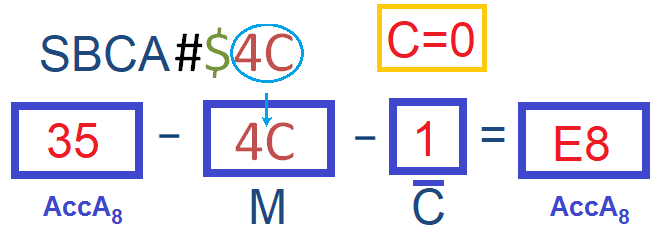 SBCA#$4C
C=0
35 - 4C - 1 = E8
AccA₈ M C̅ AccA₈